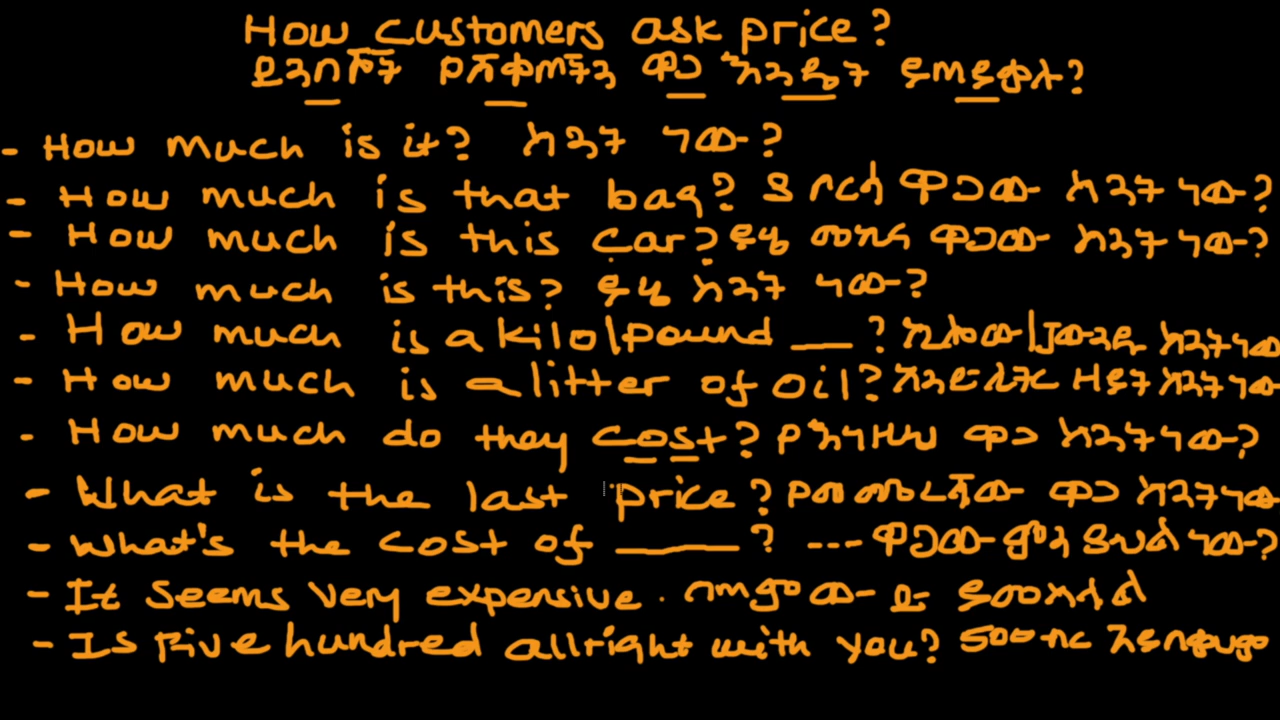 How customers ask price?
ደንበኞች የሸቀጦችን ዋጋ እንዴት ይጠይቃሉ?
- How much is it? ስንት ነው?
- How much is that bag? ያ ቦርሳ ዋጋው ስንት ነው?
- How much is this car? ይሄ መኪና ዋጋው ስንት ነው?
- How much is this? ይሄ ስንት ነው?
- How much is a kilo/pound ___? ኪሎው/ፓውንዱ ስንት ነው
- How much is a litter of oil? አንድ ሊትር ዘይት ስንት ነው
- How much do they cost? የእነዚህ ዋጋ ስንት ነው?
- What is the last price? የመጨረሻው ዋጋ ስንት ነው
- What's the cost of ______? --- ዋጋው ምን ያህል ነው?
- It seems very expensive. በጣም ውድ ይመስላል
- Is Five hundred allright with you? 500 ብር